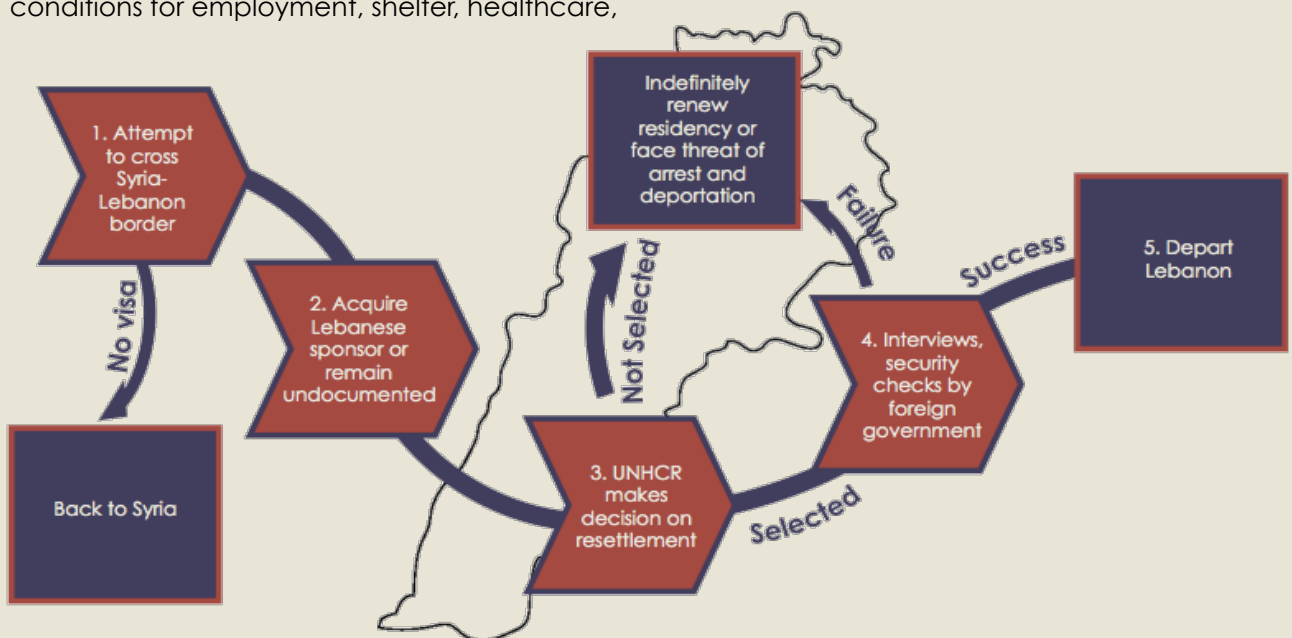 conditions for employment, shelter, healthcare,
1. Attempt
to cross
Syria-
Lebanon
border
No visa
Back to Syria
2. Acquire
Lebanese
sponsor or
remain
undocumented
3. UNHCR
makes
decision on
resettlement
Not Selected
Indefinitely
renew
residency or
face threat of
arrest and
deportation
Selected
4. Interviews,
security
checks by
foreign
government
Failure
Success
5. Depart
Lebanon